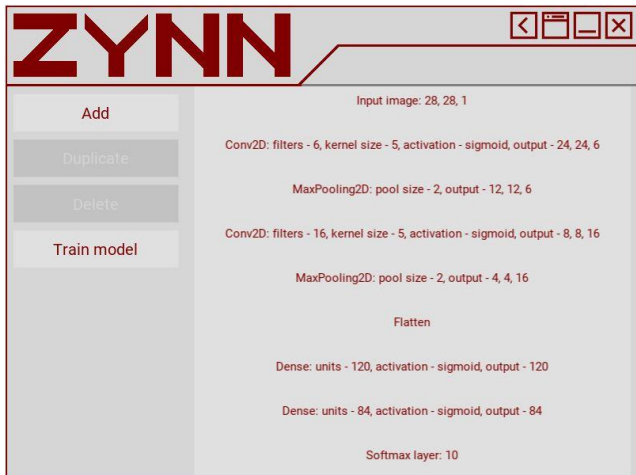 ZYNN
Add
Duplicate
Delete
Train model
Input image: 28, 28, 1
Conv2D: filters - 6, kernel size - 5, activation - sigmoid, output - 24, 24, 6
MaxPooling2D: pool size - 2, output - 12, 12, 6
Conv2D: filters - 16, kernel size - 5, activation - sigmoid, output - 8, 8, 16
MaxPooling2D: pool size - 2, output - 4, 4, 16
Flatten
Dense: units - 120, activation - sigmoid, output - 120
Dense: units - 84, activation - sigmoid, output - 84
Softmax layer: 10